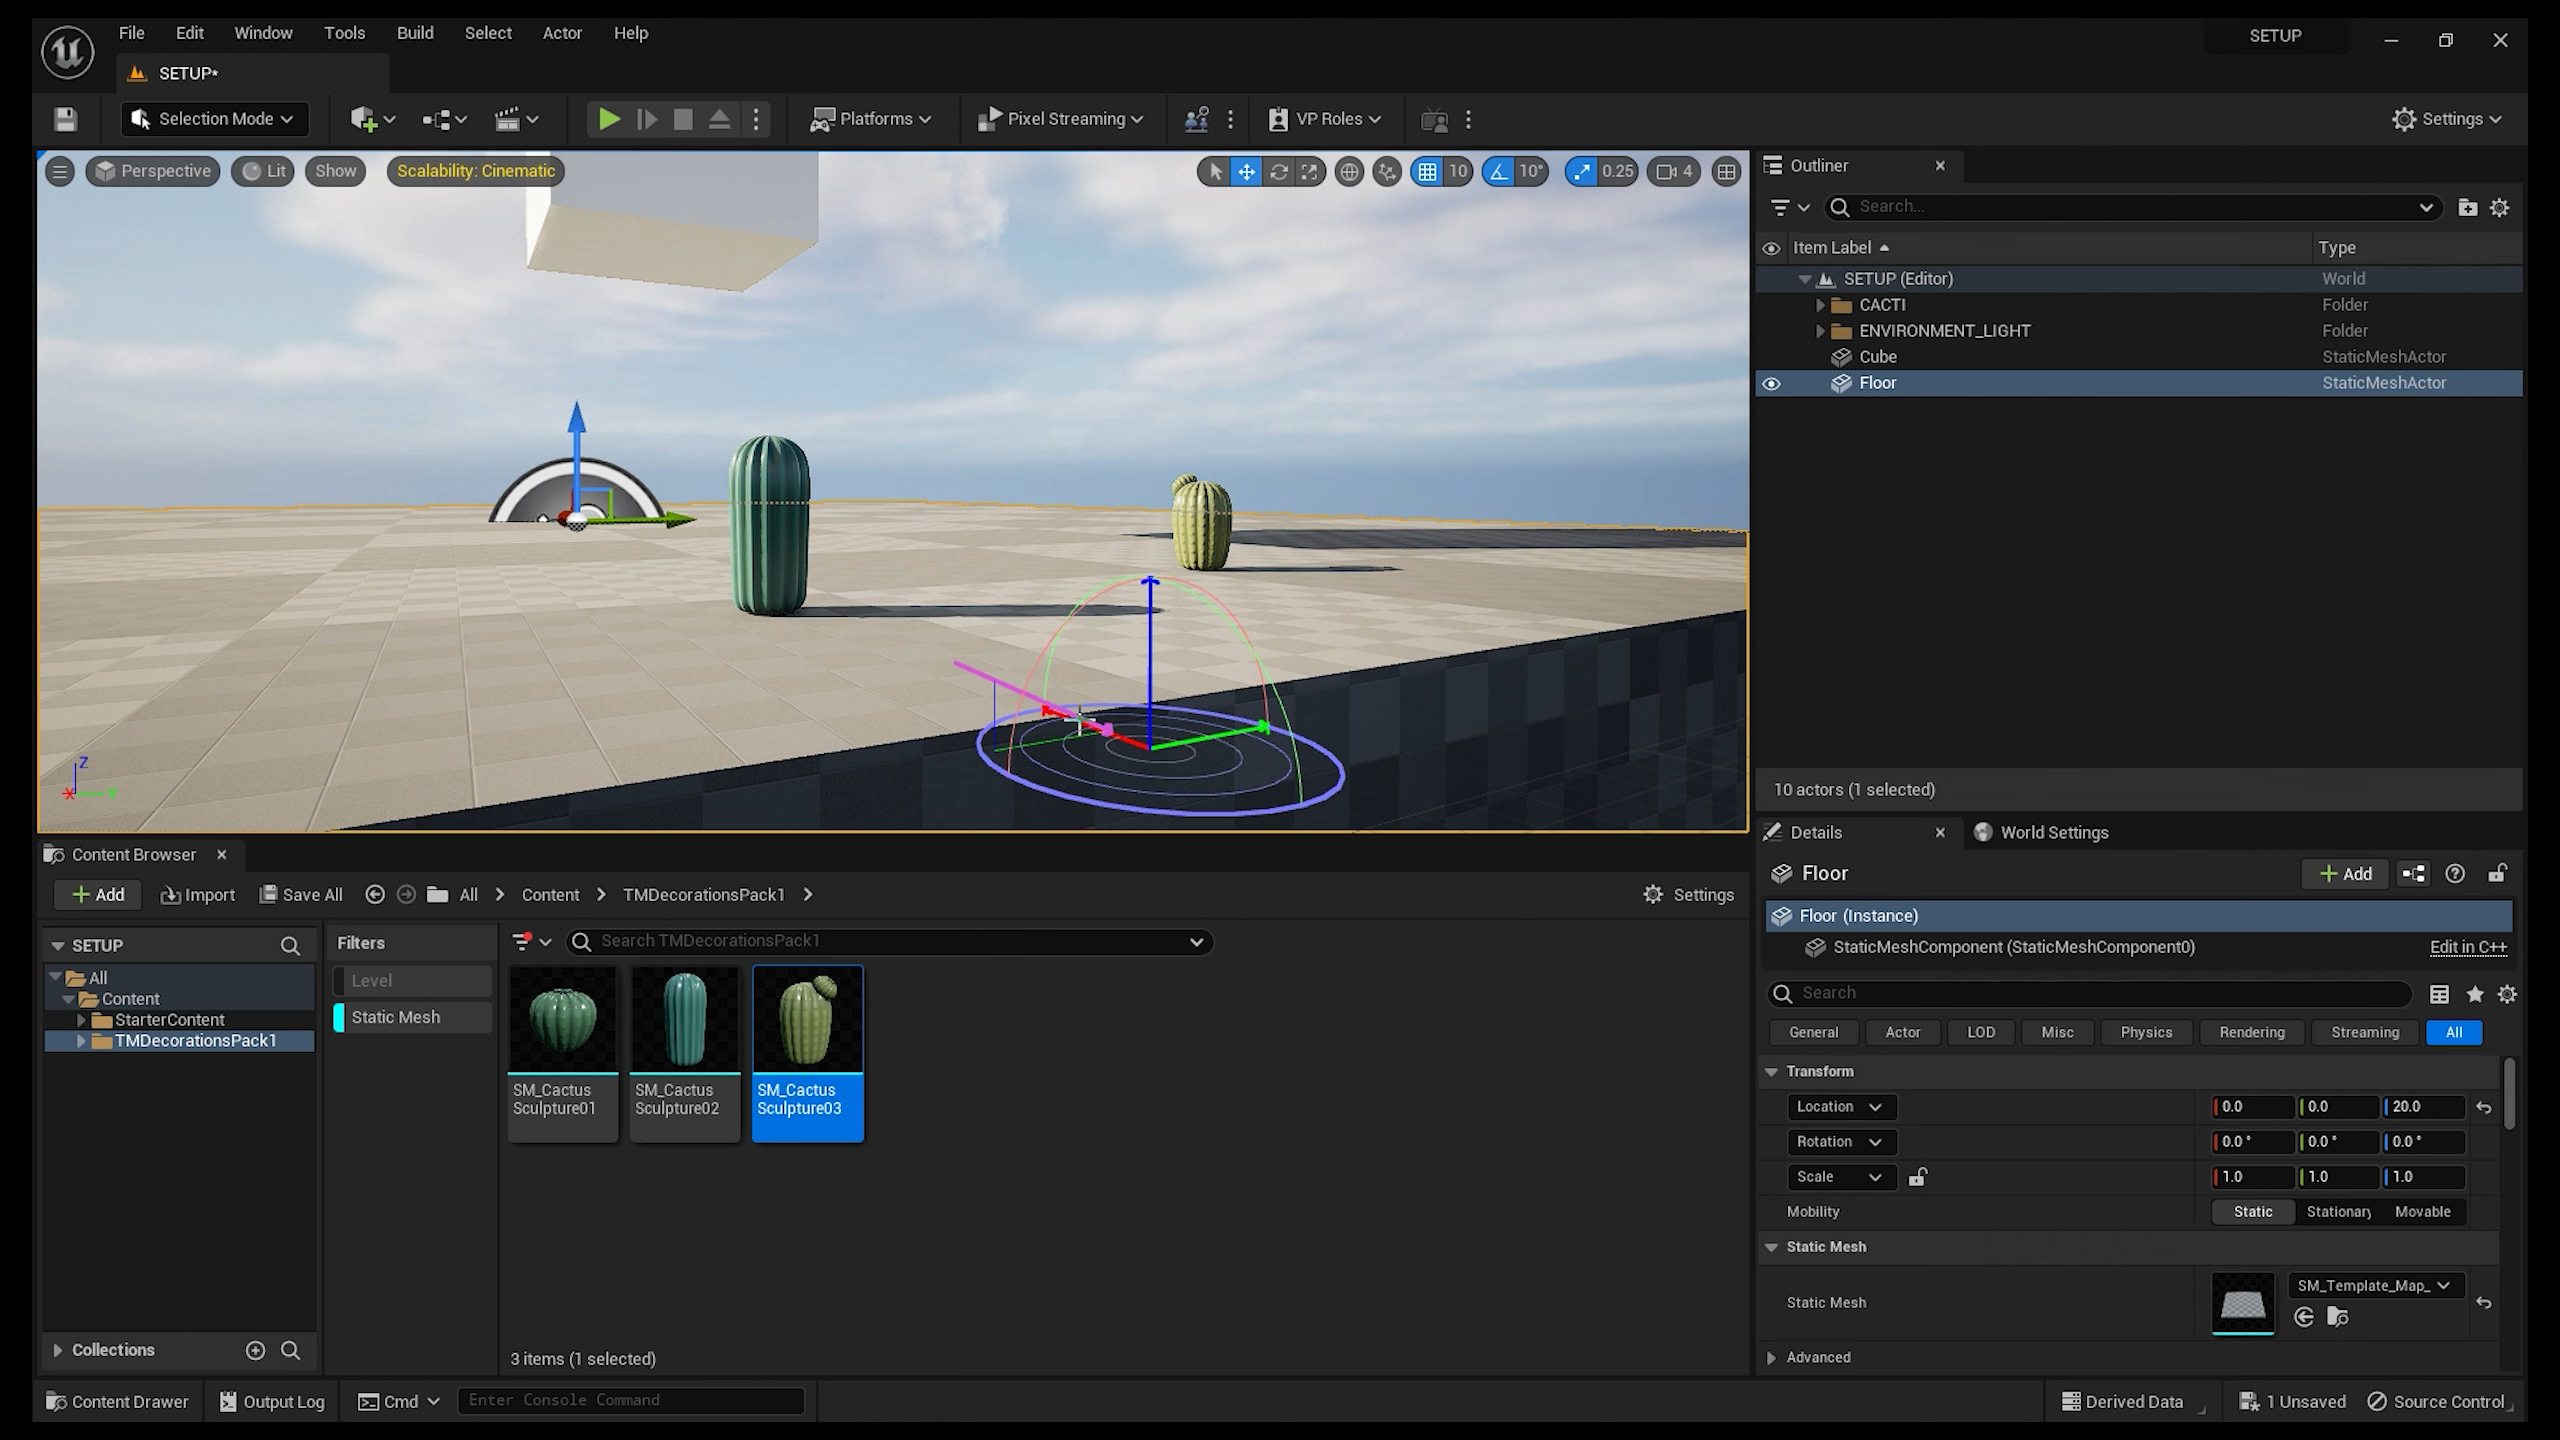 File Edit Window Tools Build Select Actor Help
SETUP
SETUP*
Selection Mode
Platforms
Pixel Streaming
VP Roles
Settings
Perspective
Lit
Show
Scalability: Cinematic
10
10°
0.25
4
Z
X
Y
Outliner
Search...
Item Label
Type
SETUP (Editor) World
CACTI Folder
ENVIRONMENT_LIGHT Folder
Cube StaticMeshActor
Floor StaticMeshActor
10 actors (1 selected)
Content Browser
Add Import Save All All Content TMDecorationsPack1
Settings
SETUP
All
Content
StarterContent
TMDecorationsPack1
Collections
Filters
Level
Static Mesh
Search TMDecorationsPack1
SM_Cactus
Sculpture01
SM_Cactus
Sculpture02
SM_Cactus
Sculpture03
3 items (1 selected)
Details
World Settings
Floor
Add
Floor (Instance)
StaticMeshComponent (StaticMeshComponent0)
Edit in C++
Search
General Actor LOD Misc Physics Rendering Streaming All
Transform
Location 0.0 0.0 20.0
Rotation 0.0° 0.0° 0.0°
Scale 1.0 1.0 1.0
Mobility Static Stationary Movable
Static Mesh
Static Mesh
SM_Template_Map_
Advanced
Content Drawer Output Log Cmd Enter Console Command
Derived Data 1 Unsaved Source Control